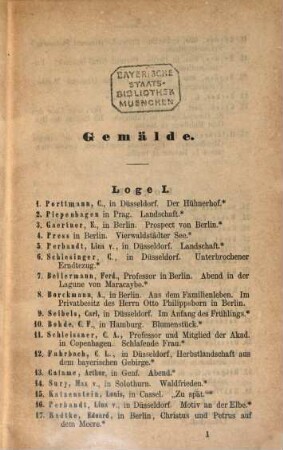 BAYERISCHE
STAATS-
BIBLIOTHEK
MUENCHEN
Gemälde.
Loge I.
1. Porttmann, C., in Düsseldorf. Der Hühnerhof.*
2. Piepenhagen in Prag. Landschaft.*
3. Gaertner, E., in Berlin. Prospect von Berlin.*
4. Press in Berlin. Vierwaldstädter See.*
5. Perbandt, Lina v., in Düsseldorf. Landschaft.*
6. Schlesinger, C., in Düsseldorf. Unterbrochener
Erndtezug.*
7. Bellermann, Ferd., Professor in Berlin. Abend in der
Lagune von Maracaybe.*
8. Borckmann, A., in Berlin. Aus dem Familienleben. Im
Privatbesitz des Herrn Otto Philippsborn in Berlin.
9. Seibels, Carl, in Düsseldorf. Im Anfang des Frühlings.*
10. Rohde, C. F., in Hamburg. Blumenstück.*
11. Schleisner, C. A., Professor und Mitglied der Akad.
in Copenhagen. Schlafende Frau.*
12. Fahrbach, C. L., in Düsseldorf, Herbstlandschaft aus
dem bayerischen Gebirge.*
13. Calame, Arthur, in Genf. Abend.*
14. Sury, Max v., in Solothurn. Waldfrieden.*
15. Katzenstein, Louis, in Cassel. „Zu spät.“*
16. Perbandt, Lina v., in Düsseldorf. Motiv an der Elbe.*
17. Radtke, Eduard, in Berlin, Christus und Petrus auf
dem Meere.*
1